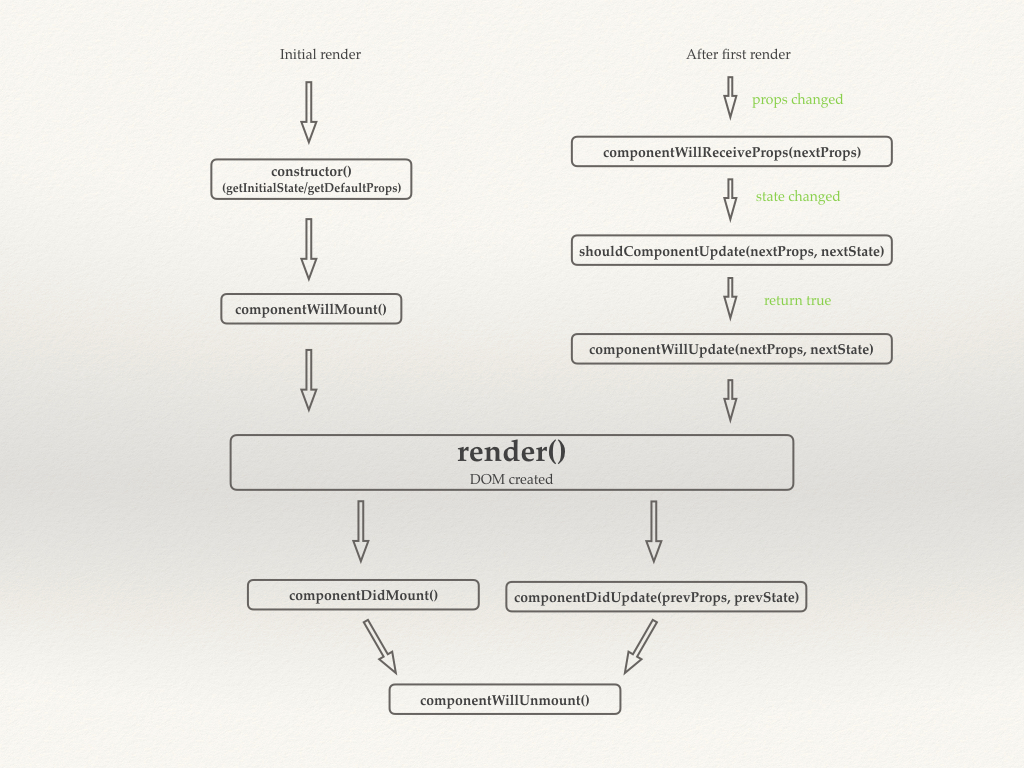 Initial render
After first render
props changed
constructor()
(getInitialState/getDefaultProps)
componentWillReceiveProps(nextProps)
state changed
shouldComponentUpdate(nextProps, nextState)
componentWillMount()
return true
componentWillUpdate(nextProps, nextState)
render()
DOM created
componentDidMount()
componentDidUpdate(prevProps, prevState)
componentWillUnmount()